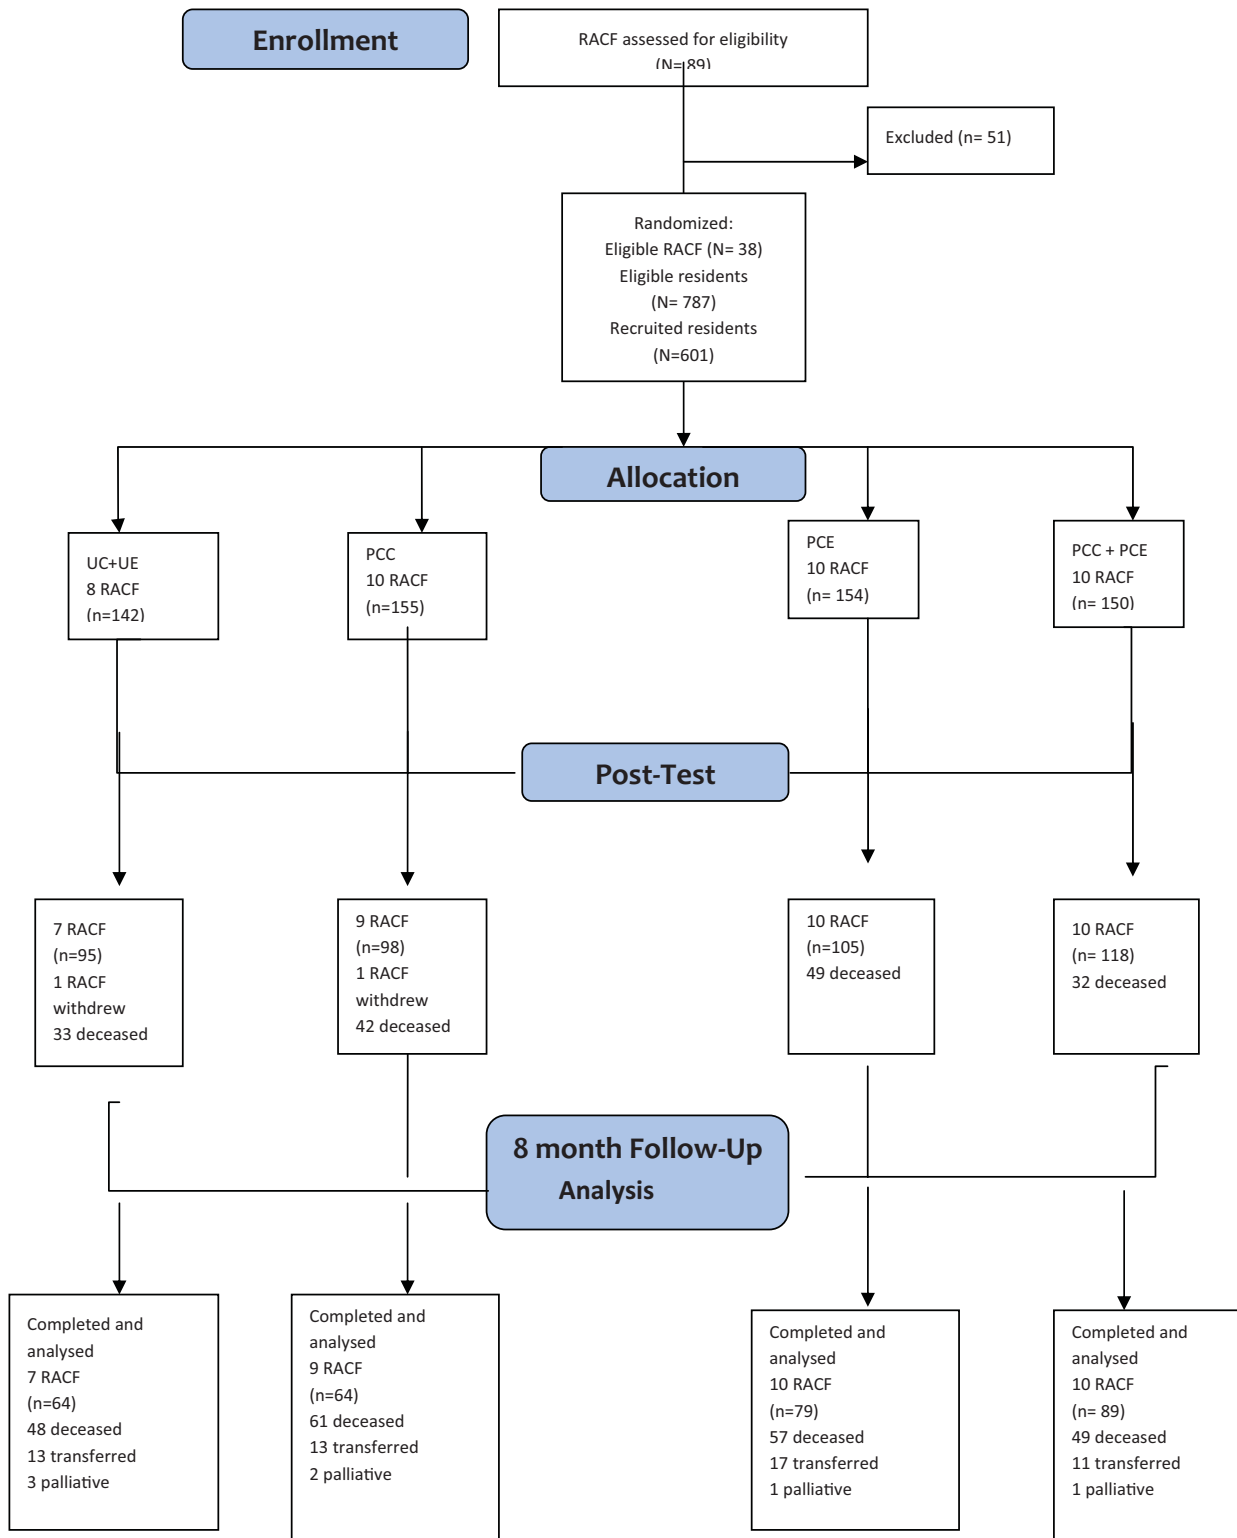 Enrollment
RACF assessed for eligibility
(N= 89)
Excluded (n= 51)
Randomized:
Eligible RACF (N= 38)
Eligible residents
(N= 787)
Recruited residents
(N=601)
Allocation
UC+UE
8 RACF
(n=142)
PCC
10 RACF
(n=155)
PCE
10 RACF
(n= 154)
PCC + PCE
10 RACF
(n= 150)
Post-Test
7 RACF
(n=95)
1 RACF
withdrew
33 deceased
9 RACF
(n=98)
1 RACF
withdrew
42 deceased
10 RACF
(n=105)
49 deceased
10 RACF
(n= 118)
32 deceased
8 month Follow-Up
Analysis
Completed and
analysed
7 RACF
(n=64)
48 deceased
13 transferred
3 palliative
Completed and
analysed
9 RACF
(n=64)
61 deceased
13 transferred
2 palliative
Completed and
analysed
10 RACF
(n=79)
57 deceased
17 transferred
1 palliative
Completed and
analysed
10 RACF
(n= 89)
49 deceased
11 transferred
1 palliative